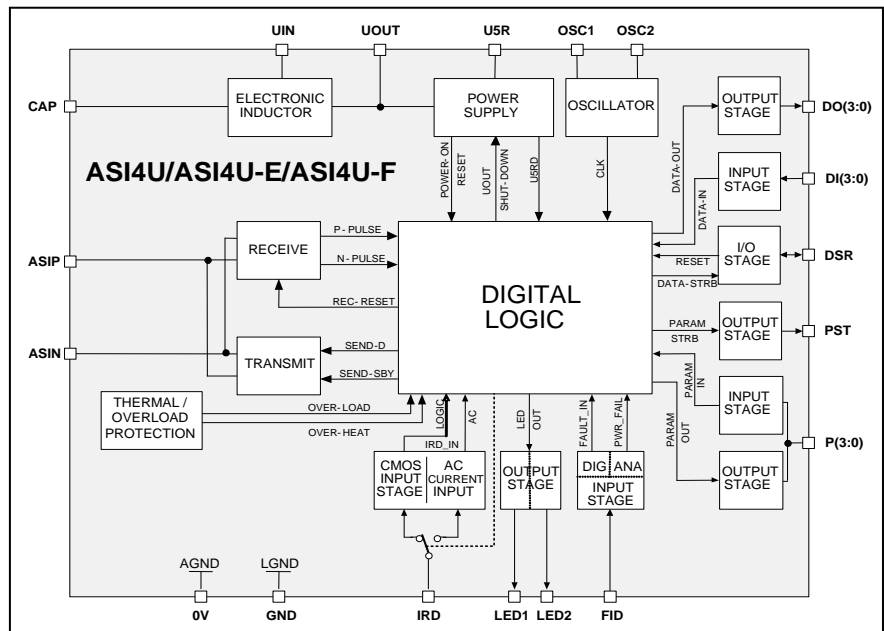 UIN UOUT U5R OSC1 OSC2
CAP
ELECTRONIC
INDUCTOR
POWER
SUPPLY
OSCILLATOR
OUTPUT
STAGE
DO(3:0)
ASI4U/ASI4U-E/ASI4U-F
POWER-ON
RESET
UOUT
SHUT-DOWN
U5RD
CLK
DATA-OUT
DATA-IN
INPUT
STAGE
DI(3:0)
ASIP
RECEIVE
P-PULSE
N-PULSE
REC-RESET
DIGITAL
LOGIC
RESET
DATA-STRB
I/O
STAGE
DSR
ASIN
TRANSMIT
SEND-D
SEND-SBY
PARAM
STRB
OUTPUT
STAGE
PST
THERMAL /
OVERLOAD
PROTECTION
OVER-LOAD
OVER-HEAT
LOGIC
IRD_IN
AC
LED
OUT
FAULT_IN
PWR_FAIL
PARAM
IN
PARAM
OUT
INPUT
STAGE
P(3:0)
OUTPUT
STAGE
CMOS
INPUT
STAGE
AC
CURRENT
INPUT
OUTPUT
STAGE
DIG ANA
INPUT
STAGE
AGND LGND
0V GND IRD LED1 LED2 FID